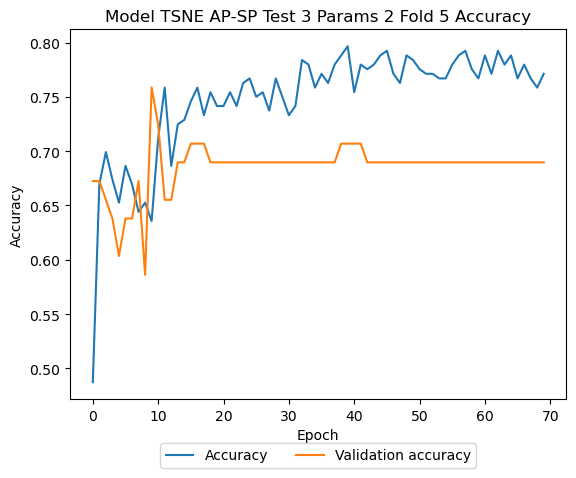 Model TSNE AP-SP Test 3 Params 2 Fold 5 Accuracy
0.80
0.75
0.70
0.65
0.60
0.55
0.50
Accuracy
0 10 20 30 40 50 60 70
Epoch
Accuracy Validation accuracy